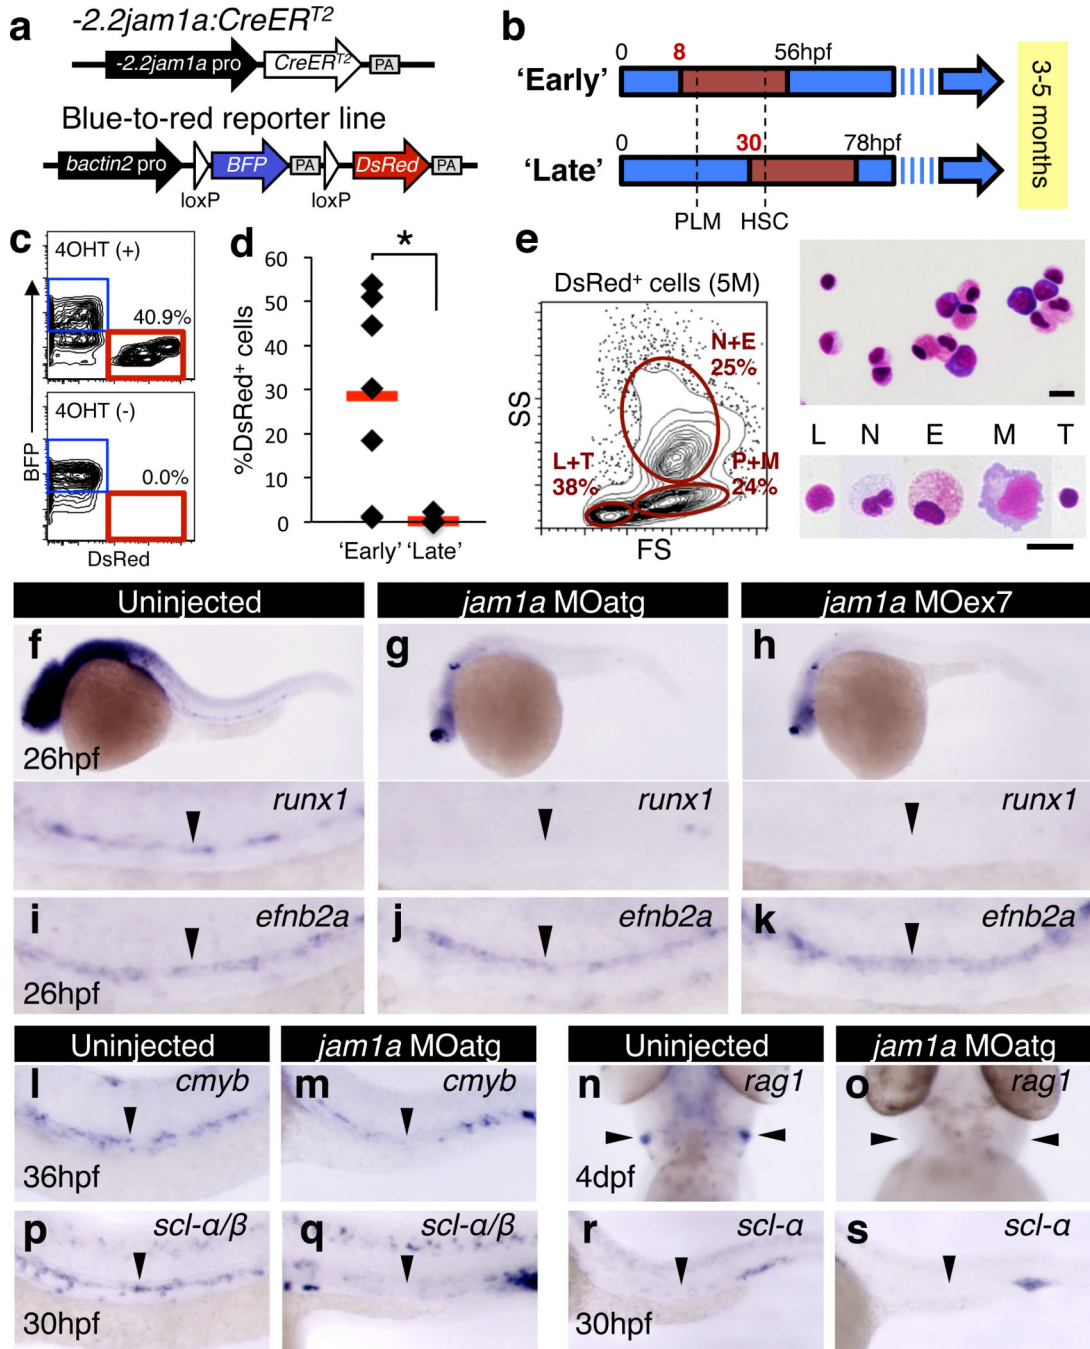 a
-2.2jam1a:CreERT2
-2.2jam1a pro
CreERT2
PA
Blue-to-red reporter line
bactin2 pro
BFP
PA
DsRed
PA
loxP
loxP
b
0
8
56hpf
'Early'
0
30
78hpf
'Late'
PLM
HSC
3-5 months
c
4OHT (+)
40.9%
4OHT (-)
0.0%
BFP
DsRed
d
*
60
50
40
30
20
10
0
%DsRed+ cells
'Early'
'Late'
e
DsRed+ cells (5M)
N+E
25%
L+T
38%
P+M
24%
SS
FS
L
N
E
M
T
Uninjected
jam1a MOatg
jam1a MOex7
f
26hpf
g
h
runx1
runx1
runx1
i
efnb2a
26hpf
j
efnb2a
k
efnb2a
Uninjected
jam1a MOatg
Uninjected
jam1a MOatg
l
cmyb
36hpf
m
cmyb
n
rag1
4dpf
o
rag1
p
scl-α/β
30hpf
q
scl-α/β
r
scl-α
30hpf
s
scl-α